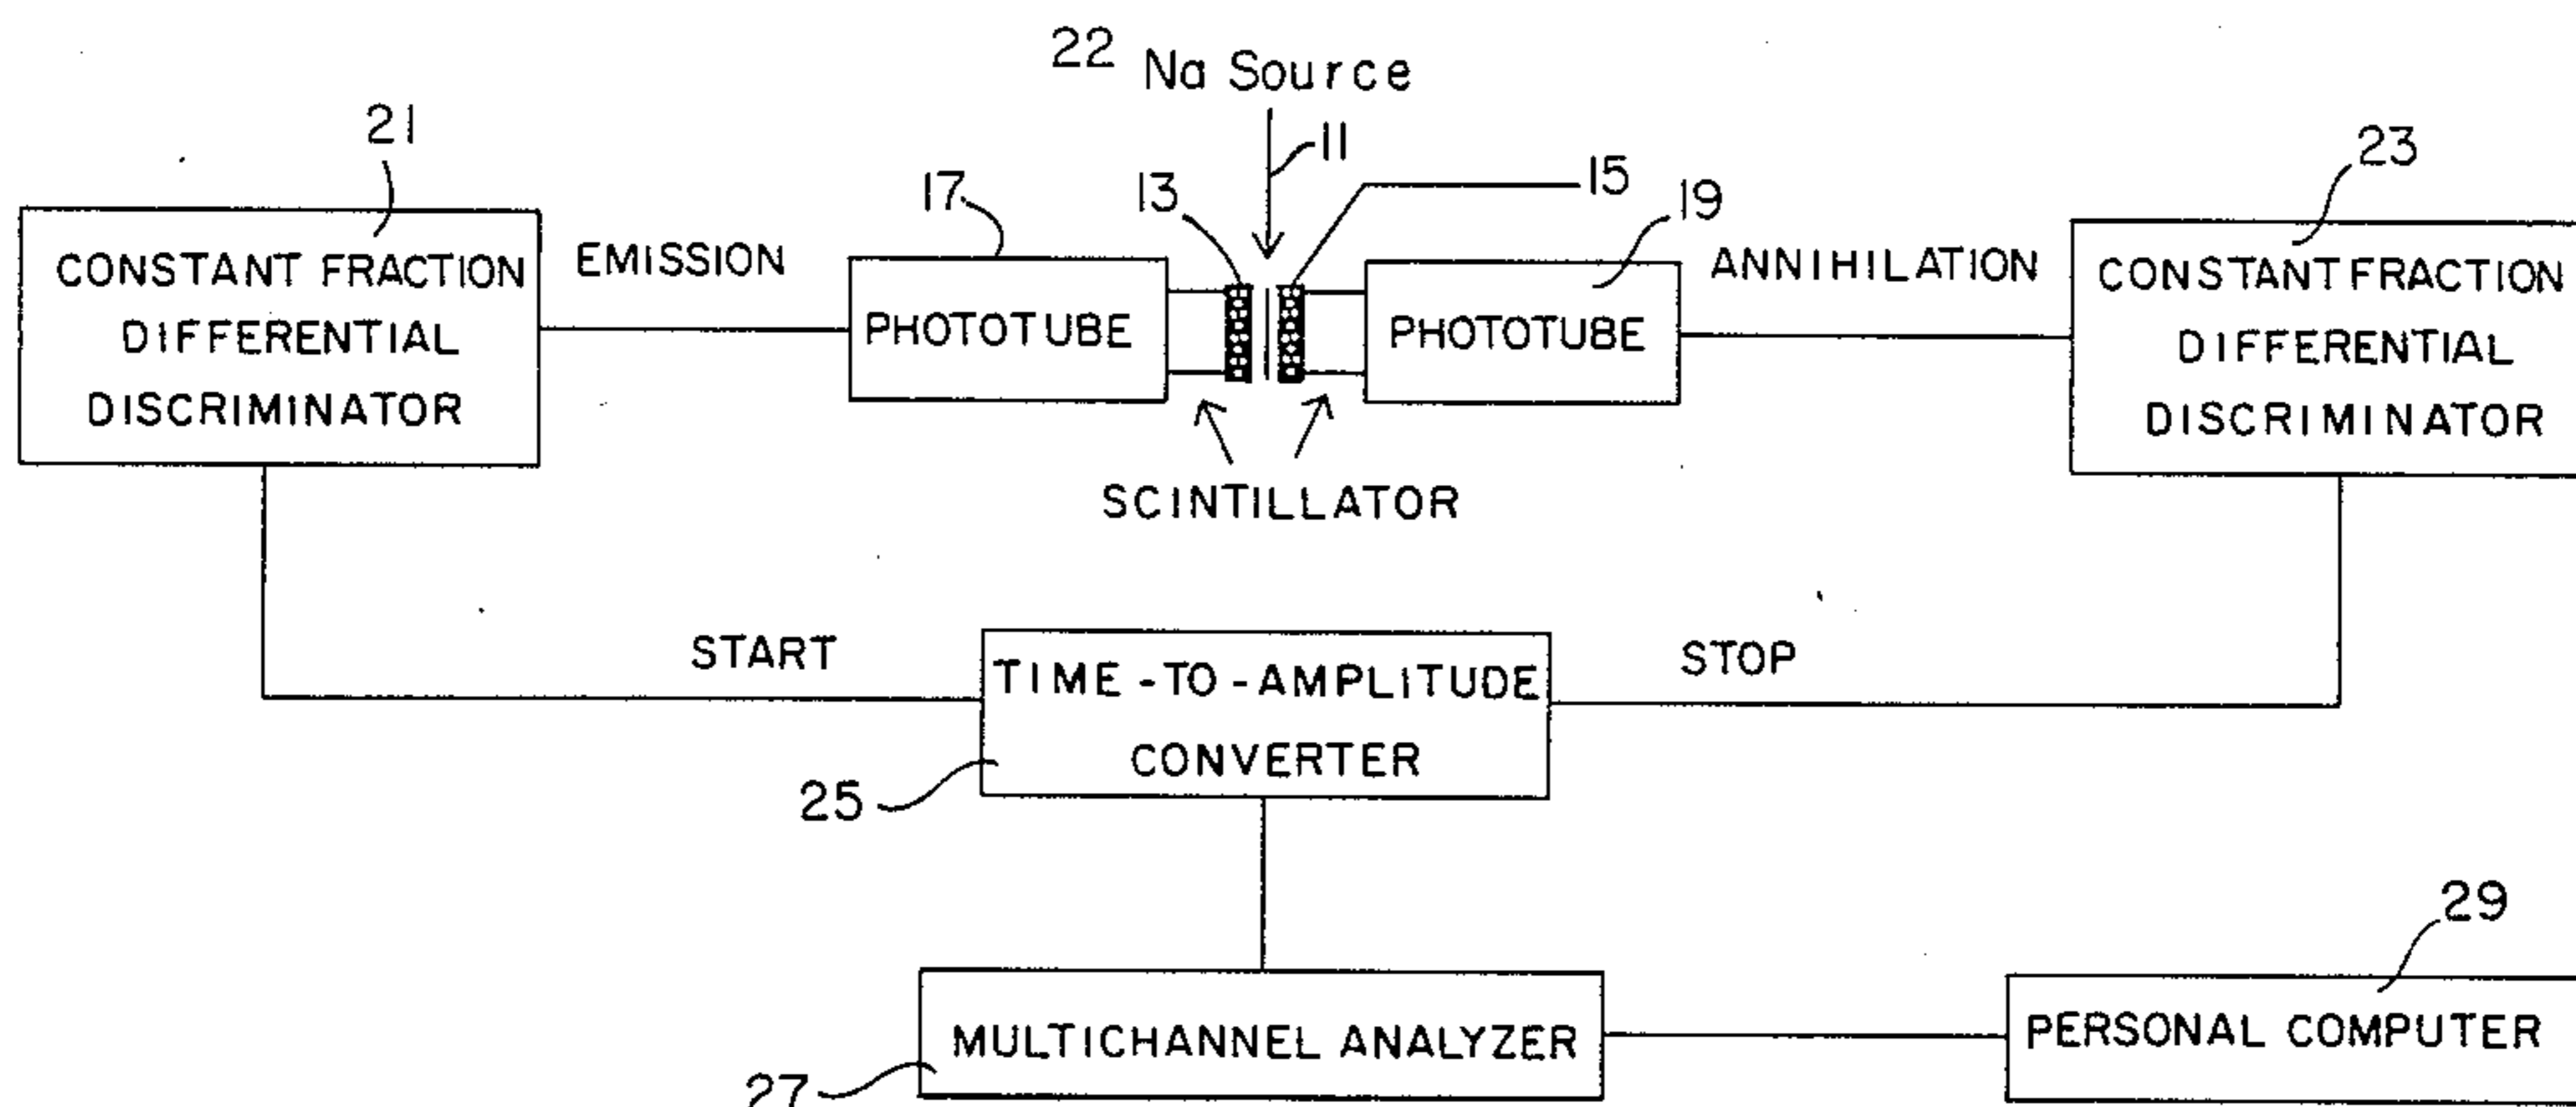 22 Na Source
21
11
23
17
13
15
19
CONSTANT FRACTION
DIFFERENTIAL
DISCRIMINATOR
EMISSION
PHOTOTUBE
PHOTOTUBE
ANNIHILATION
CONSTANT FRACTION
DIFFERENTIAL
DISCRIMINATOR
SCINTILLATOR
START
STOP
TIME-TO-AMPLITUDE
CONVERTER
25
29
MULTICHANNEL ANALYZER
PERSONAL COMPUTER
27